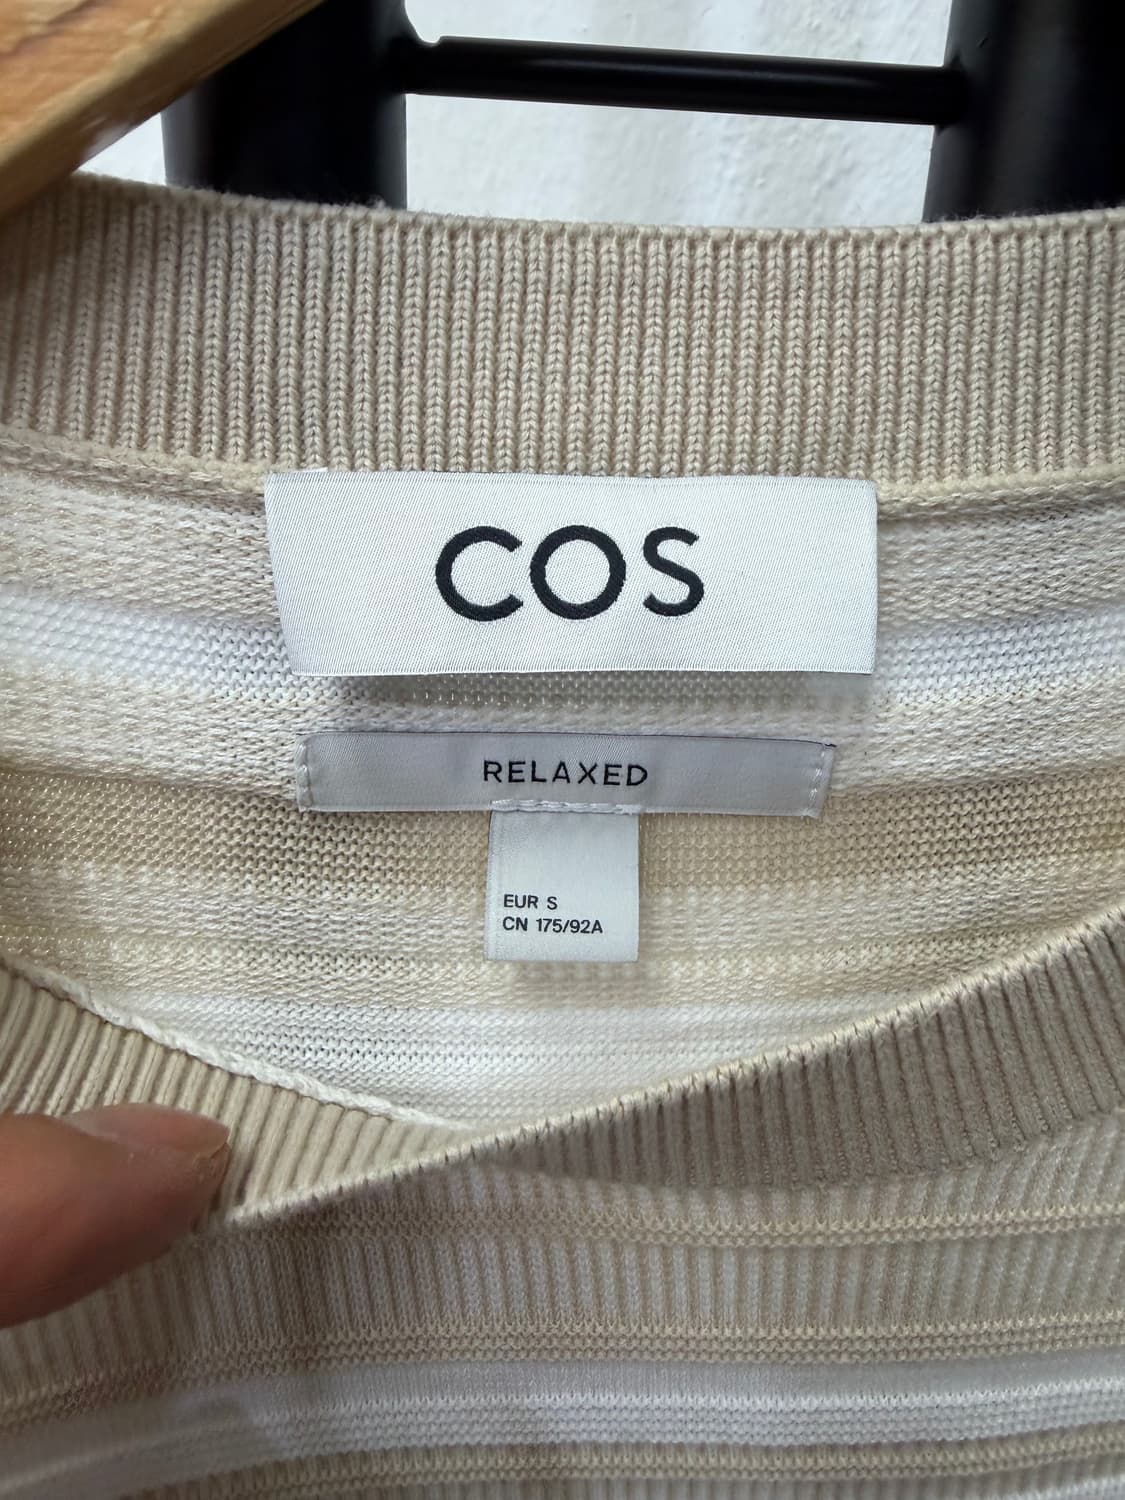 COS
RELAXED
EUR S
CN 175/92A